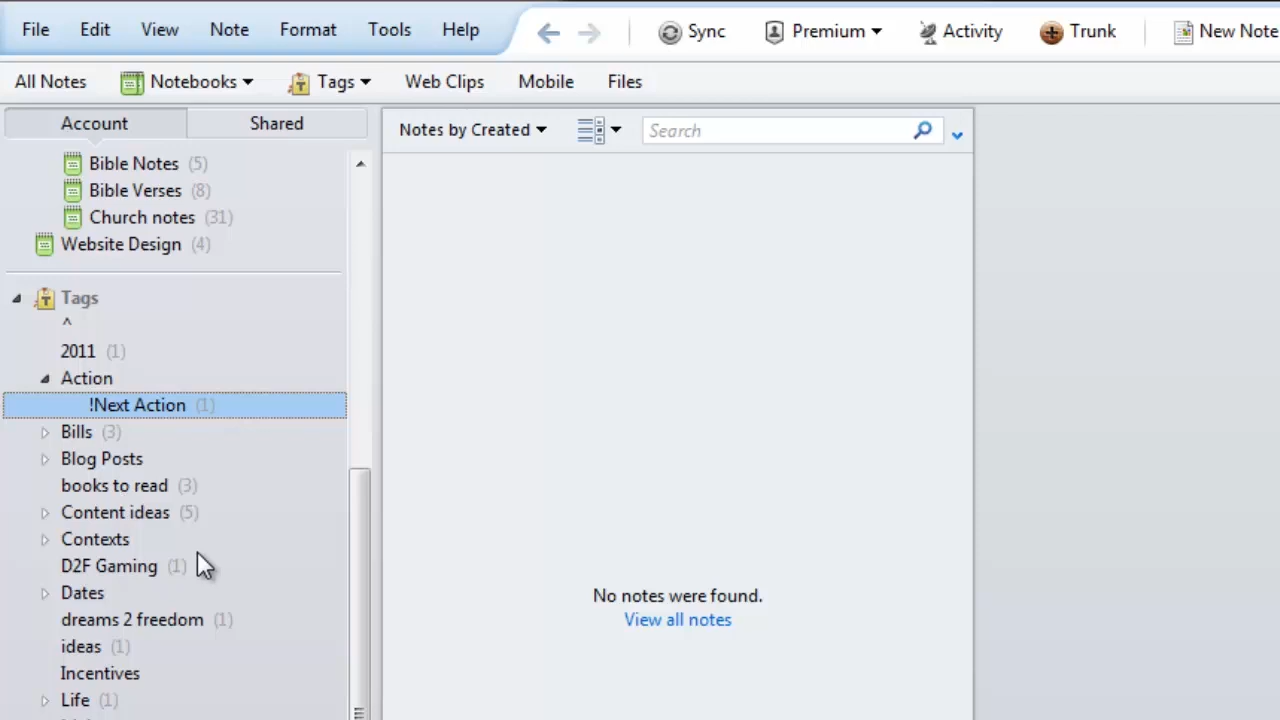 File Edit View Note Format Tools Help Sync Premium Activity Trunk New Note
All Notes Notebooks Tags Web Clips Mobile Files
Account Shared
Notes by Created Search
Bible Notes (5)
Bible Verses (8)
Church notes (31)
Website Design (4)
Tags
^
2011 (1)
Action
!Next Action (1)
Bills (3)
Blog Posts
books to read (3)
Content ideas (5)
Contexts
D2F Gaming (1)
Dates
dreams 2 freedom (1)
ideas (1)
Incentives
Life (1)
No notes were found.
View all notes